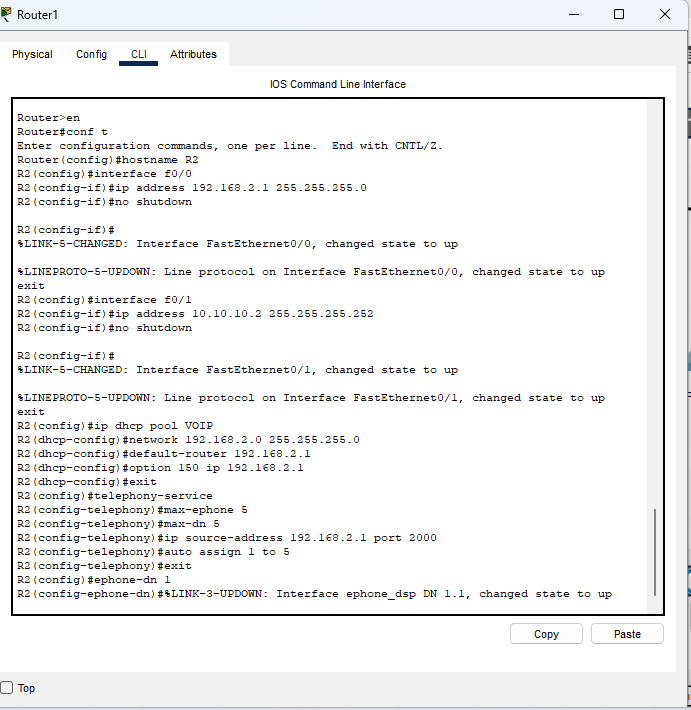 Router1
Physical Config CLI Attributes
IOS Command Line Interface
Router>en
Router#conf t
Enter configuration commands, one per line.  End with CNTL/Z.
Router(config)#hostname R2
R2(config)#interface f0/0
R2(config-if)#ip address 192.168.2.1 255.255.255.0
R2(config-if)#no shutdown
R2(config-if)#
%LINK-5-CHANGED: Interface FastEthernet0/0, changed state to up
%LINEPROTO-5-UPDOWN: Line protocol on Interface FastEthernet0/0, changed state to up
exit
R2(config)#interface f0/1
R2(config-if)#ip address 10.10.10.2 255.255.255.252
R2(config-if)#no shutdown
R2(config-if)#
%LINK-5-CHANGED: Interface FastEthernet0/1, changed state to up
%LINEPROTO-5-UPDOWN: Line protocol on Interface FastEthernet0/1, changed state to up
exit
R2(config)#ip dhcp pool VOIP
R2(dhcp-config)#network 192.168.2.0 255.255.255.0
R2(dhcp-config)#default-router 192.168.2.1
R2(dhcp-config)#option 150 ip 192.168.2.1
R2(dhcp-config)#exit
R2(config)#telephony-service
R2(config-telephony)#max-ephone 5
R2(config-telephony)#max-dn 5
R2(config-telephony)#ip source-address 192.168.2.1 port 2000
R2(config-telephony)#auto assign 1 to 5
R2(config-telephony)#exit
R2(config)#ephone-dn 1
R2(config-ephone-dn)#%LINK-3-UPDOWN: Interface ephone_dsp DN 1.1, changed state to up
Copy Paste
Top